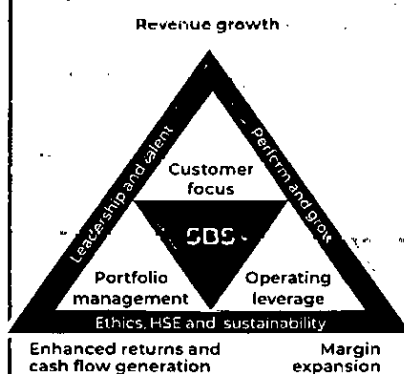 Revenue growth
Leadership and talent
Perform and grow
Customer
focus
SBS
Portfolio
management
Operating
leverage
Ethics, HSE and sustainability
Enhanced returns and
cash flow generation
Margin
expansion